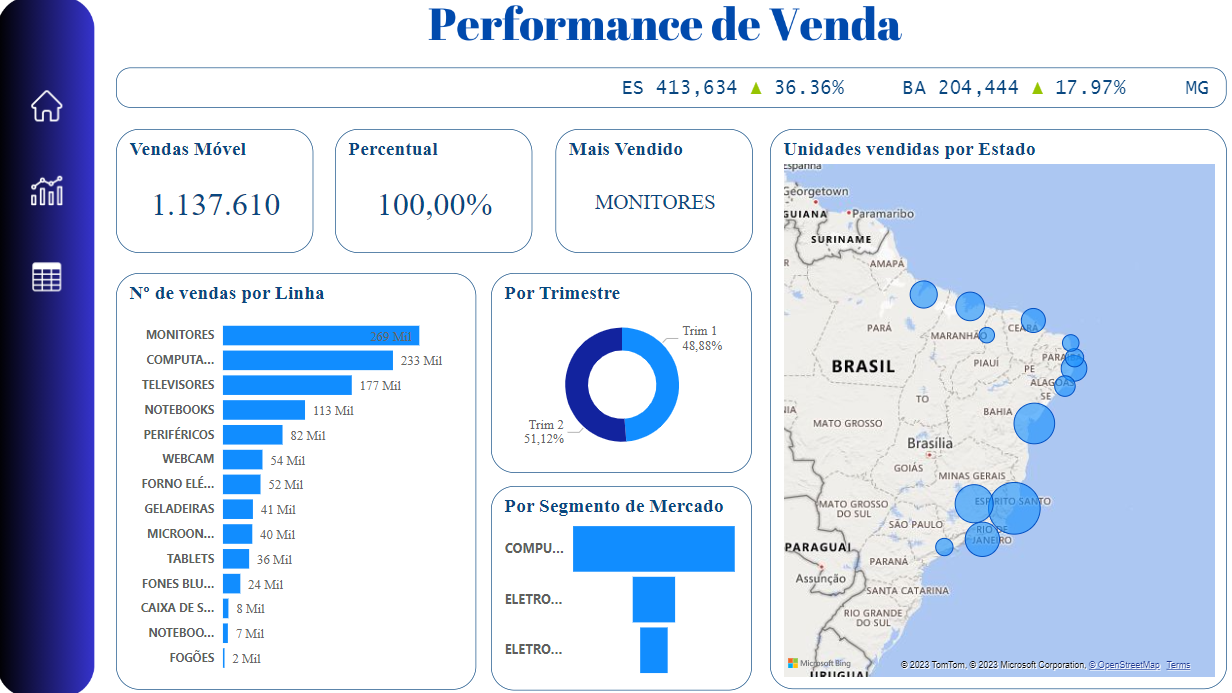 Performance de Venda
ES 413,634 ▲ 36.36% BA 204,444 ▲ 17.97% MG
Vendas Móvel
1.137.610
Percentual
100,00%
Mais Vendido
MONITORES
Nº de vendas por Linha
MONITORES 269 Mil
COMPUTA... 233 Mil
TELEVISORES 177 Mil
NOTEBOOKS 113 Mil
PERIFÉRICOS 82 Mil
WEBCAM 54 Mil
FORNO ELÉ... 52 Mil
GELADEIRAS 41 Mil
MICROON... 40 Mil
TABLETS 36 Mil
FONES BLU... 24 Mil
CAIXA DE S... 8 Mil
NOTEBOO... 7 Mil
FOGÕES 2 Mil
Por Trimestre
Trim 1
48,88%
Trim 2
51,12%
Por Segmento de Mercado
COMPU...
ELETRO...
ELETRO...
Unidades vendidas por Estado
Georgetown
GUIANA
Paramaribo
SURINAME
AMAPÁ
PARÁ
MARANHÃO
CEARÁ
PIAUÍ
PARAÍBA
PE
ALAGOAS
SE
BRASIL
TO
BAHIA
MATO GROSSO
Brasília
GOIÁS
MINAS GERAIS
MATO GROSSO
DO SUL
ESPÍRITO SANTO
SÃO PAULO
RIO DE
JANEIRO
PARAGUAI
PARANÁ
Assunção
SANTA CATARINA
RIO GRANDE
DO SUL
Microsoft Bing
URUGUAI
© 2023 TomTom, © 2023 Microsoft Corporation, © OpenStreetMap Terms